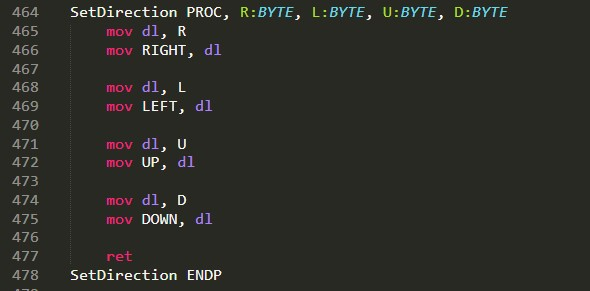 464 SetDirection PROC, R:BYTE, L:BYTE, U:BYTE, D:BYTE
465 mov dl, R
466 mov RIGHT, dl
467
468 mov dl, L
469 mov LEFT, dl
470
471 mov dl, U
472 mov UP, dl
473
474 mov dl, D
475 mov DOWN, dl
476
477 ret
478 SetDirection ENDP